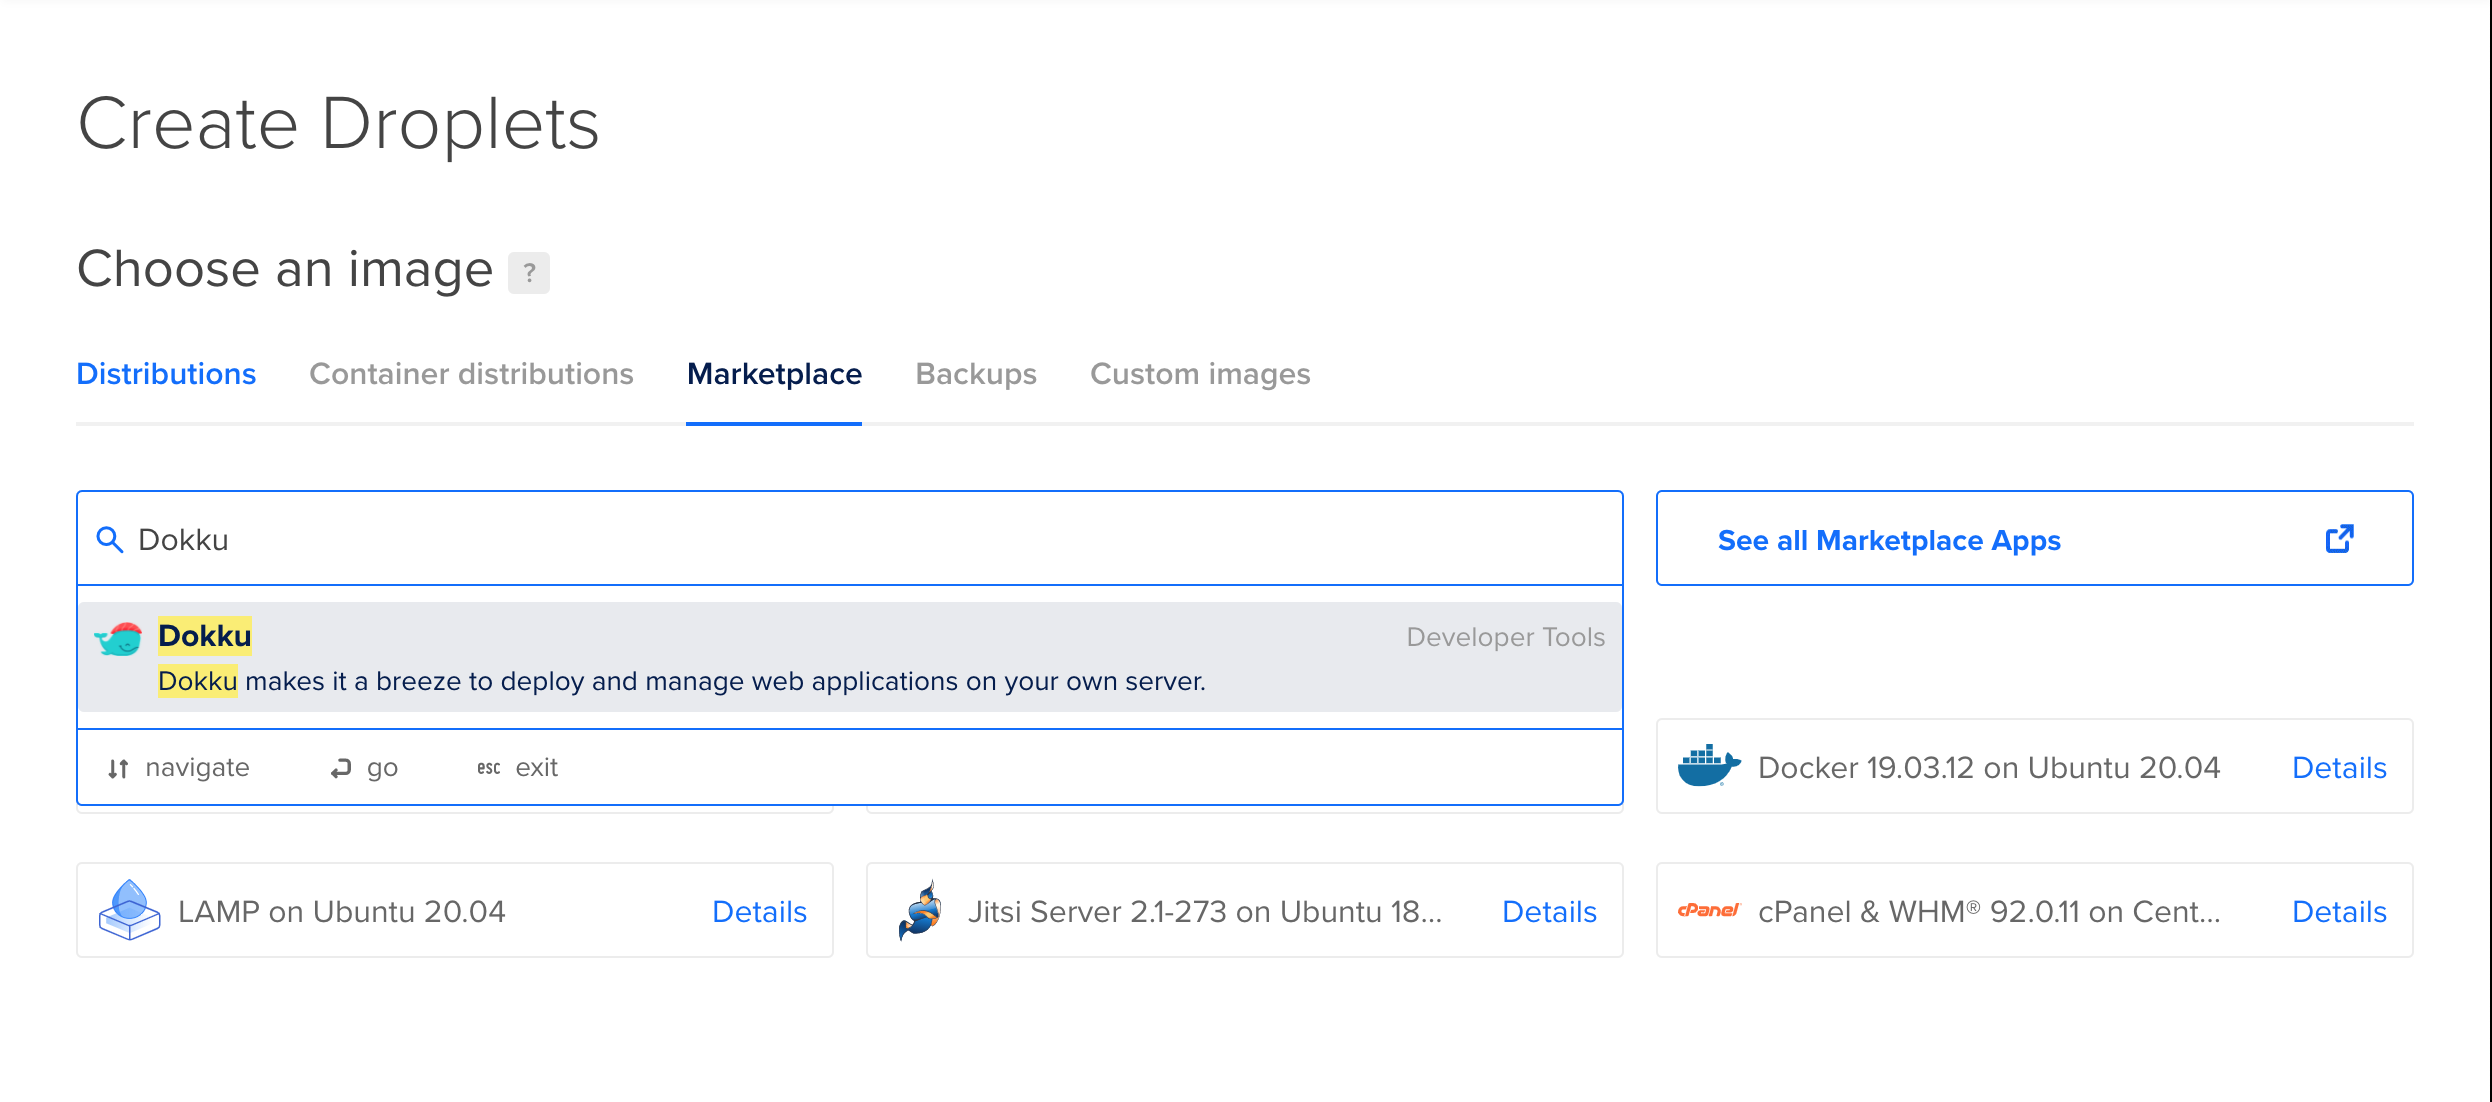 Create Droplets
Choose an image ?
Distributions Container distributions Marketplace Backups Custom images
Dokku
See all Marketplace Apps
Dokku Developer Tools
Dokku makes it a breeze to deploy and manage web applications on your own server.
navigate go esc exit
Docker 19.03.12 on Ubuntu 20.04 Details
LAMP on Ubuntu 20.04 Details
Jitsi Server 2.1-273 on Ubuntu 18... Details
cPanel cPanel & WHM® 92.0.11 on Cent... Details